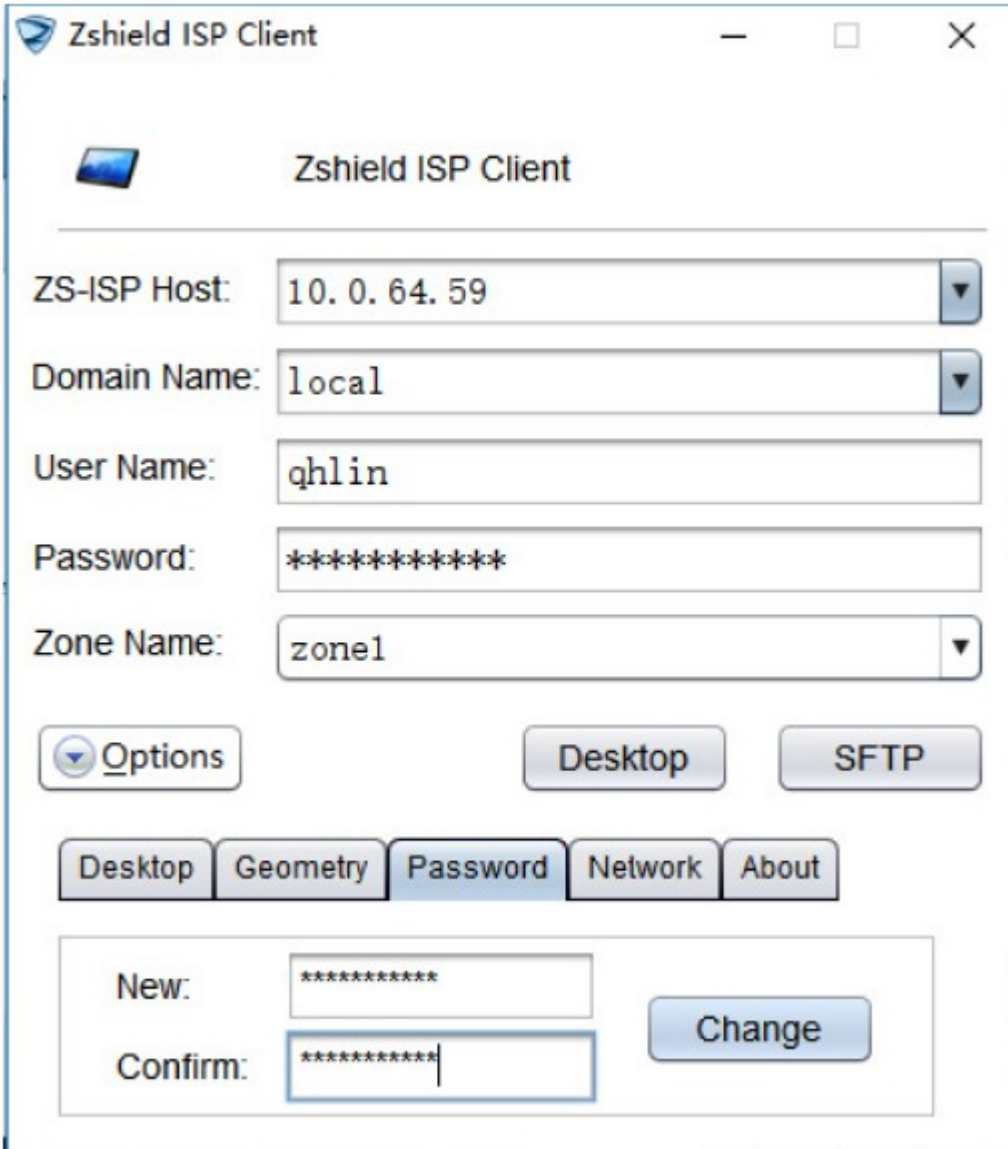 Zshield ISP Client
Zshield ISP Client
ZS-ISP Host: 10.0.64.59
Domain Name: local
User Name: qhlin
Password: ***********
Zone Name: zone1
Options Desktop SFTP
Desktop Geometry Password Network About
New: ***********
Confirm: ***********
Change